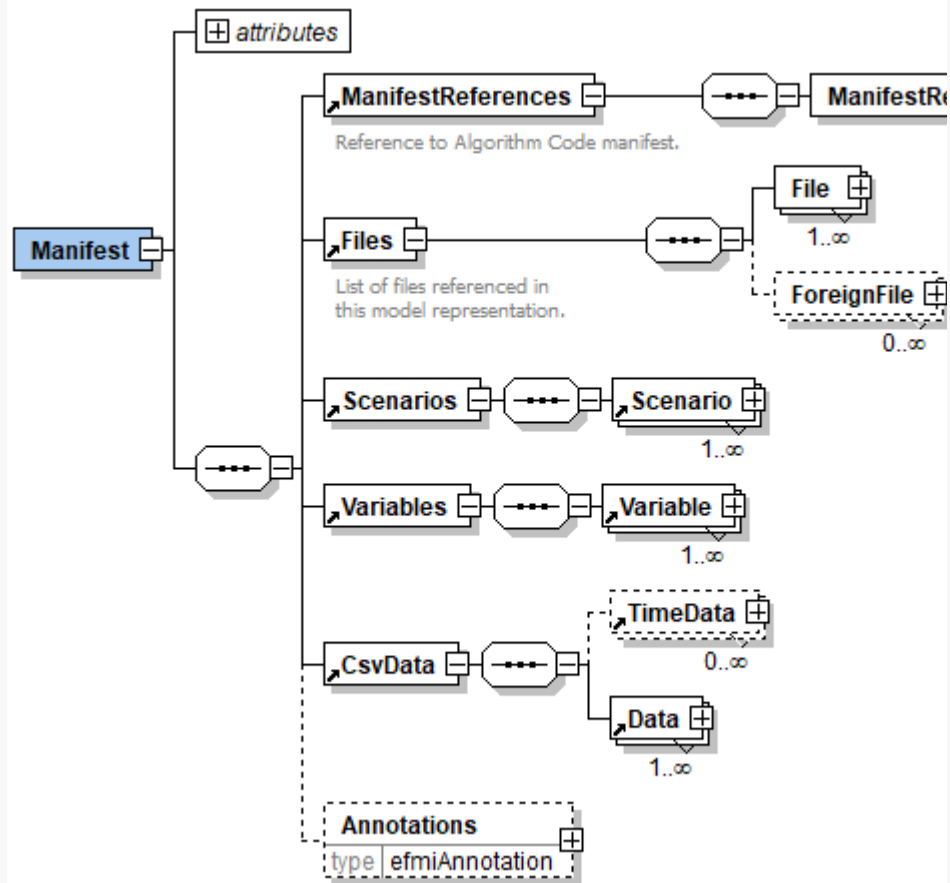 attributes
ManifestReferences
ManifestRe
Reference to Algorithm Code manifest.
File
1..∞
Manifest
Files
List of files referenced in
this model representation.
ForeignFile
0..∞
Scenarios
Scenario
1..∞
Variables
Variable
1..∞
TimeData
0..∞
CsvData
Data
1..∞
Annotations
type efmiAnnotation